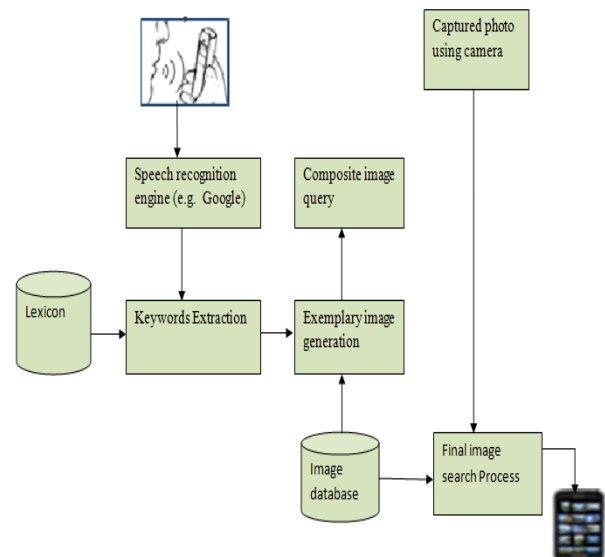 Captured photo
using camera
Speech recognition
engine (e.g. Google)
Composite image
query
Lexicon
Keywords Extraction
Exemplary image
generation
Image
database
Final image
search Process